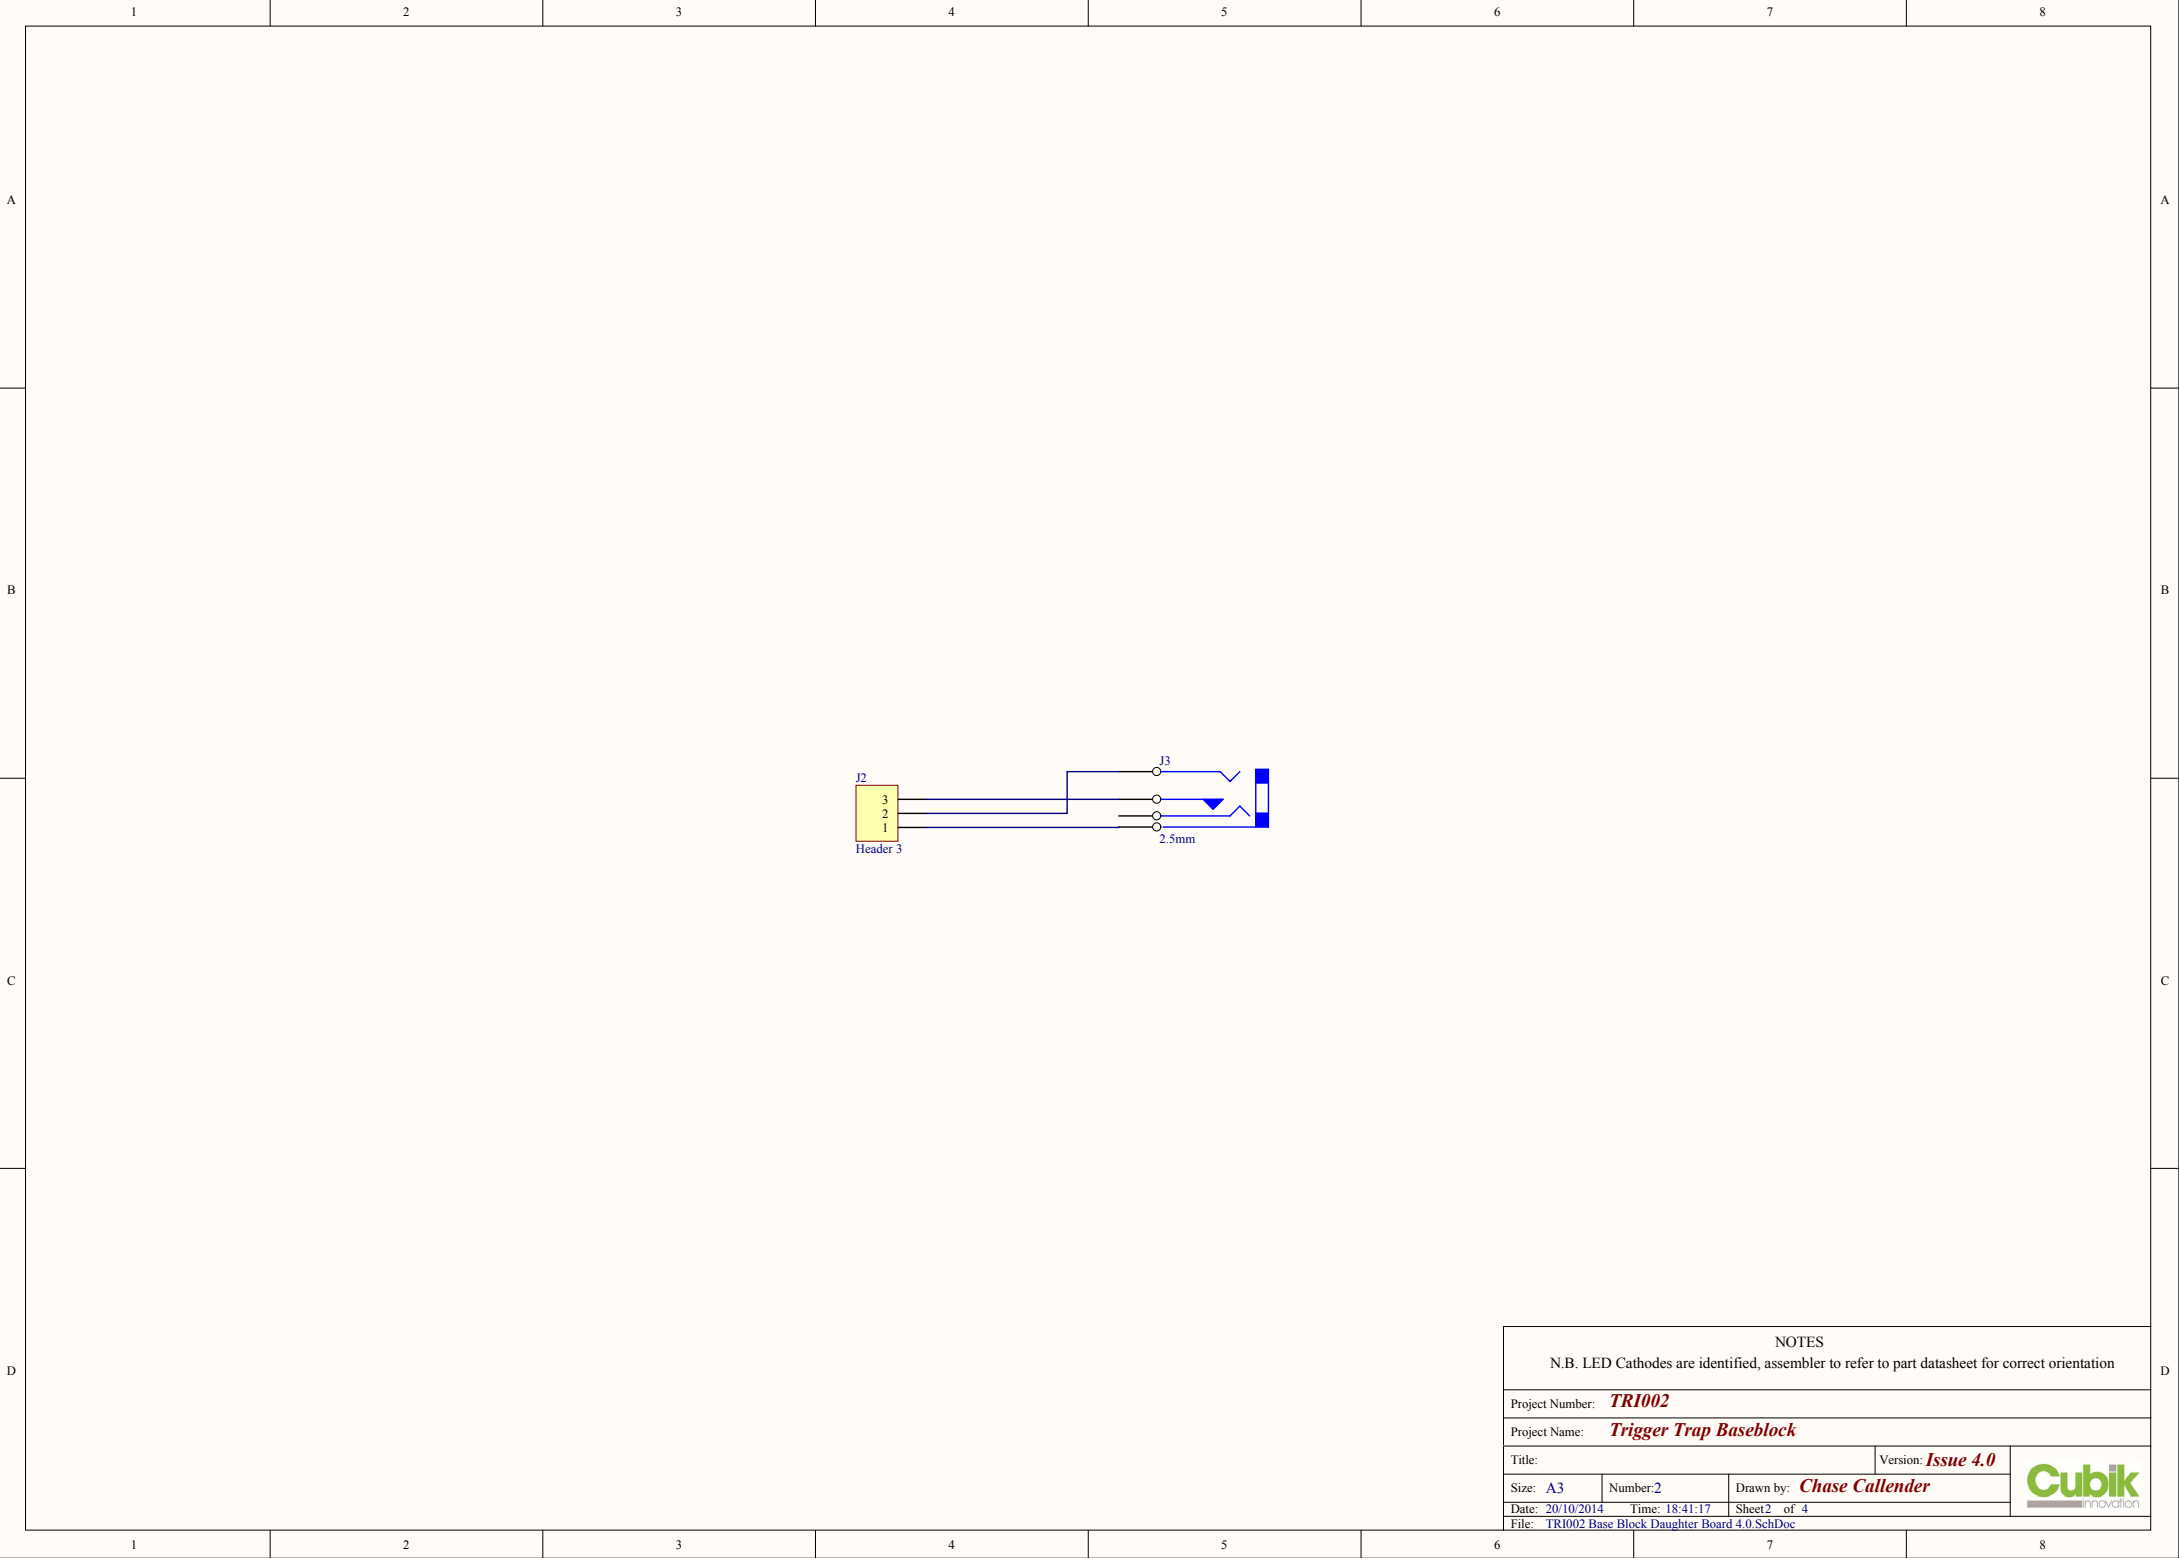 1 2 3 4 5 6 7 8
A A
B B
J3
J2
3
2
1
2.5mm
Header 3
C C
NOTES
N.B. LED Cathodes are identified, assembler to refer to part datasheet for correct orientation
D D
Project Number: TRI002
Project Name: Trigger Trap Baseblock
Title: Version: Issue 4.0
Size: A3 Number:2 Drawn by: Chase Callender
Cubik
innovation
Date: 20/10/2014 Time: 18:41:17 Sheet2 of 4
File: TRI002 Base Block Daughter Board 4.0.SchDoc
1 2 3 4 5 6 7 8